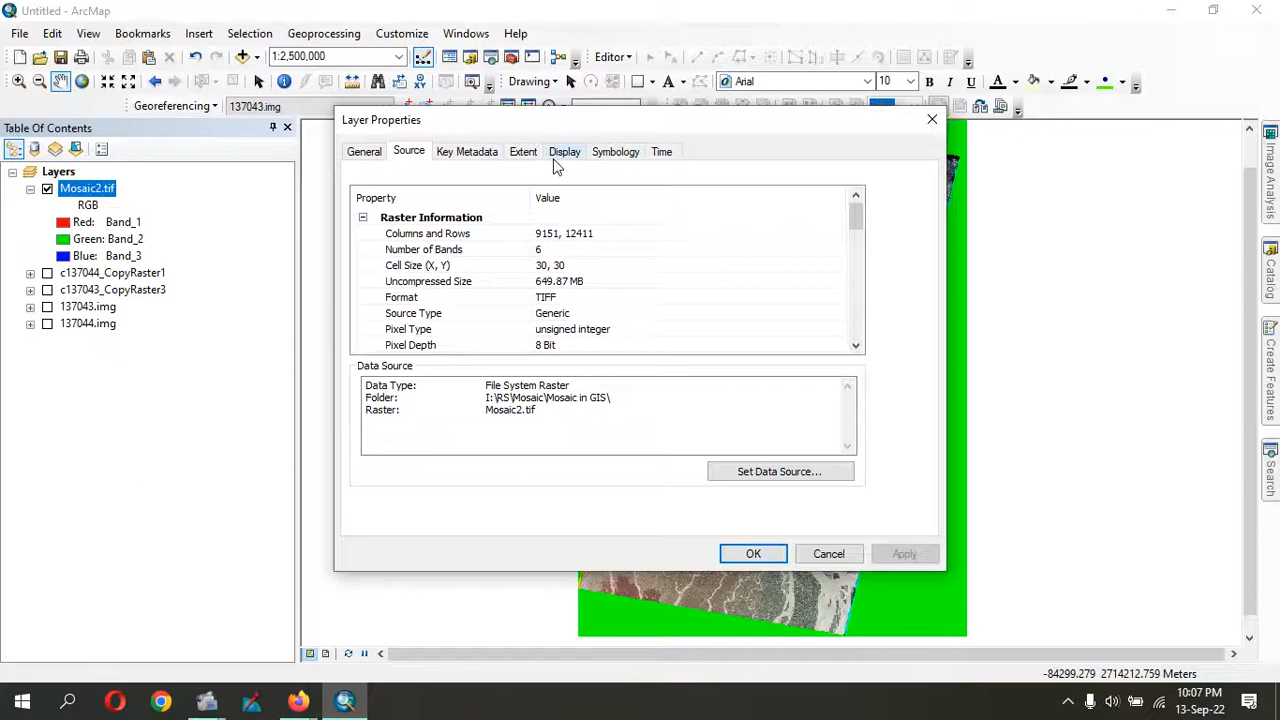 Untitled - ArcMap
File Edit View Bookmarks Insert Selection Geoprocessing Customize Windows Help
1:2,500,000 Editor
Drawing A Arial 10 B I U A
Georeferencing 137043.img
Table Of Contents
Layers
Mosaic2.tif
RGB
Red: Band_1
Green: Band_2
Blue: Band_3
c137044_CopyRaster1
c137043_CopyRaster3
137043.img
137044.img
Layer Properties
General Source Key Metadata Extent Display Symbology Time
Property Value
Raster Information
Columns and Rows 9151, 12411
Number of Bands 6
Cell Size (X, Y) 30, 30
Uncompressed Size 649.87 MB
Format TIFF
Source Type Generic
Pixel Type unsigned integer
Pixel Depth 8 Bit
Data Source
Data Type: File System Raster
Folder: I:\RS\Mosaic\Mosaic in GIS\
Raster: Mosaic2.tif
Set Data Source...
OK Cancel Apply
Image Analysis
Catalog
Create Features
Search
-84299.279 2714212.759 Meters
10:07 PM
13-Sep-22